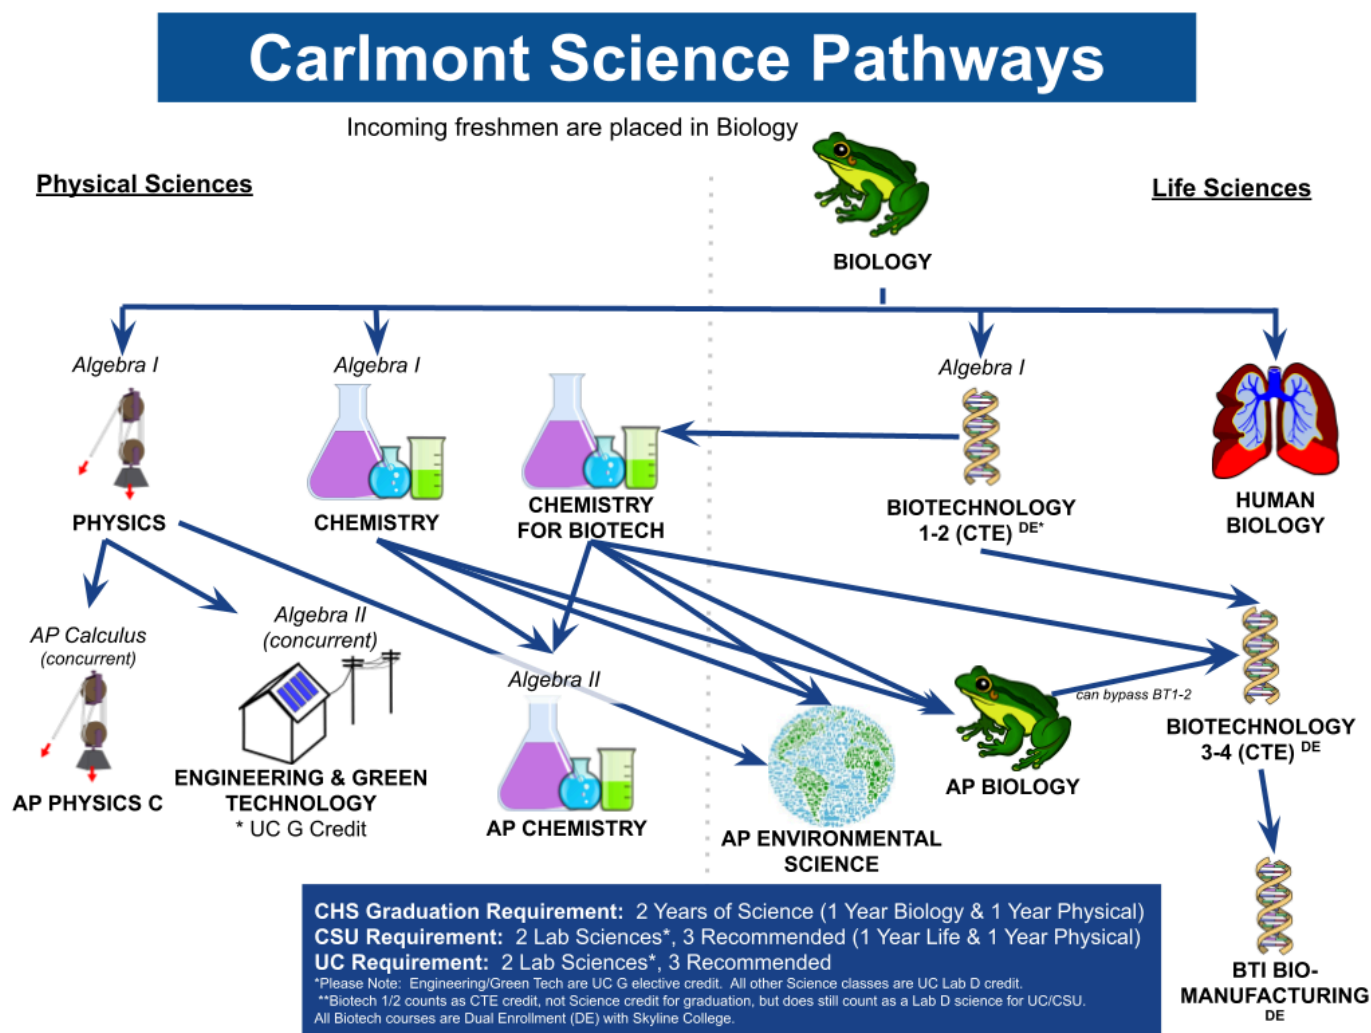 Carlmont Science Pathways
Incoming freshmen are placed in Biology
Physical Sciences
Life Sciences
BIOLOGY
Algebra I
Algebra I
Algebra I
PHYSICS
CHEMISTRY
CHEMISTRY
FOR BIOTECH
BIOTECHNOLOGY
1-2 (CTE) DE*
HUMAN
BIOLOGY
AP Calculus
(concurrent)
Algebra II
(concurrent)
Algebra II
can bypass BT1-2
AP PHYSICS C
ENGINEERING & GREEN
TECHNOLOGY
* UC G Credit
AP CHEMISTRY
AP ENVIRONMENTAL
SCIENCE
AP BIOLOGY
BIOTECHNOLOGY
3-4 (CTE) DE
BTI BIO-
MANUFACTURING
DE
CHS Graduation Requirement: 2 Years of Science (1 Year Biology & 1 Year Physical)
CSU Requirement: 2 Lab Sciences*, 3 Recommended (1 Year Life & 1 Year Physical)
UC Requirement: 2 Lab Sciences*, 3 Recommended
*Please Note: Engineering/Green Tech are UC G elective credit. All other Science classes are UC Lab D credit.
**Biotech 1/2 counts as CTE credit, not Science credit for graduation, but does still count as a Lab D science for UC/CSU.
All Biotech courses are Dual Enrollment (DE) with Skyline College.